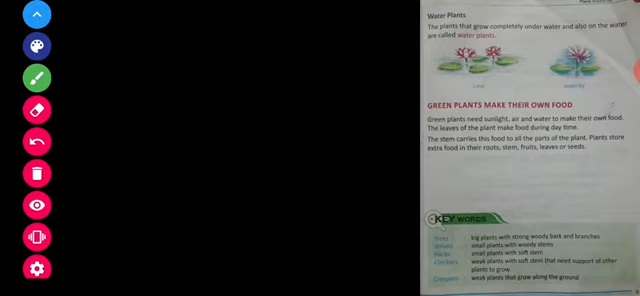 Water Plants
The plants that grow completely under water and also on the water
are called water plants.
Lotus
Waterlily
GREEN PLANTS MAKE THEIR OWN FOOD
Green plants need sunlight, air and water to make their own food.
The leaves of the plant make food during day time.
The stem carries this food to all the parts of the plant. Plants store
extra food in their roots, stem, fruits, leaves or seeds.
KEY WORDS
Trees : big plants with strong woody bark and branches
Shrubs : small plants with woody stems
Herbs : small plants with soft stem
Climbers : weak plants with soft stem that need support of other
plants to grow.
Creepers : weak plants that grow along the ground